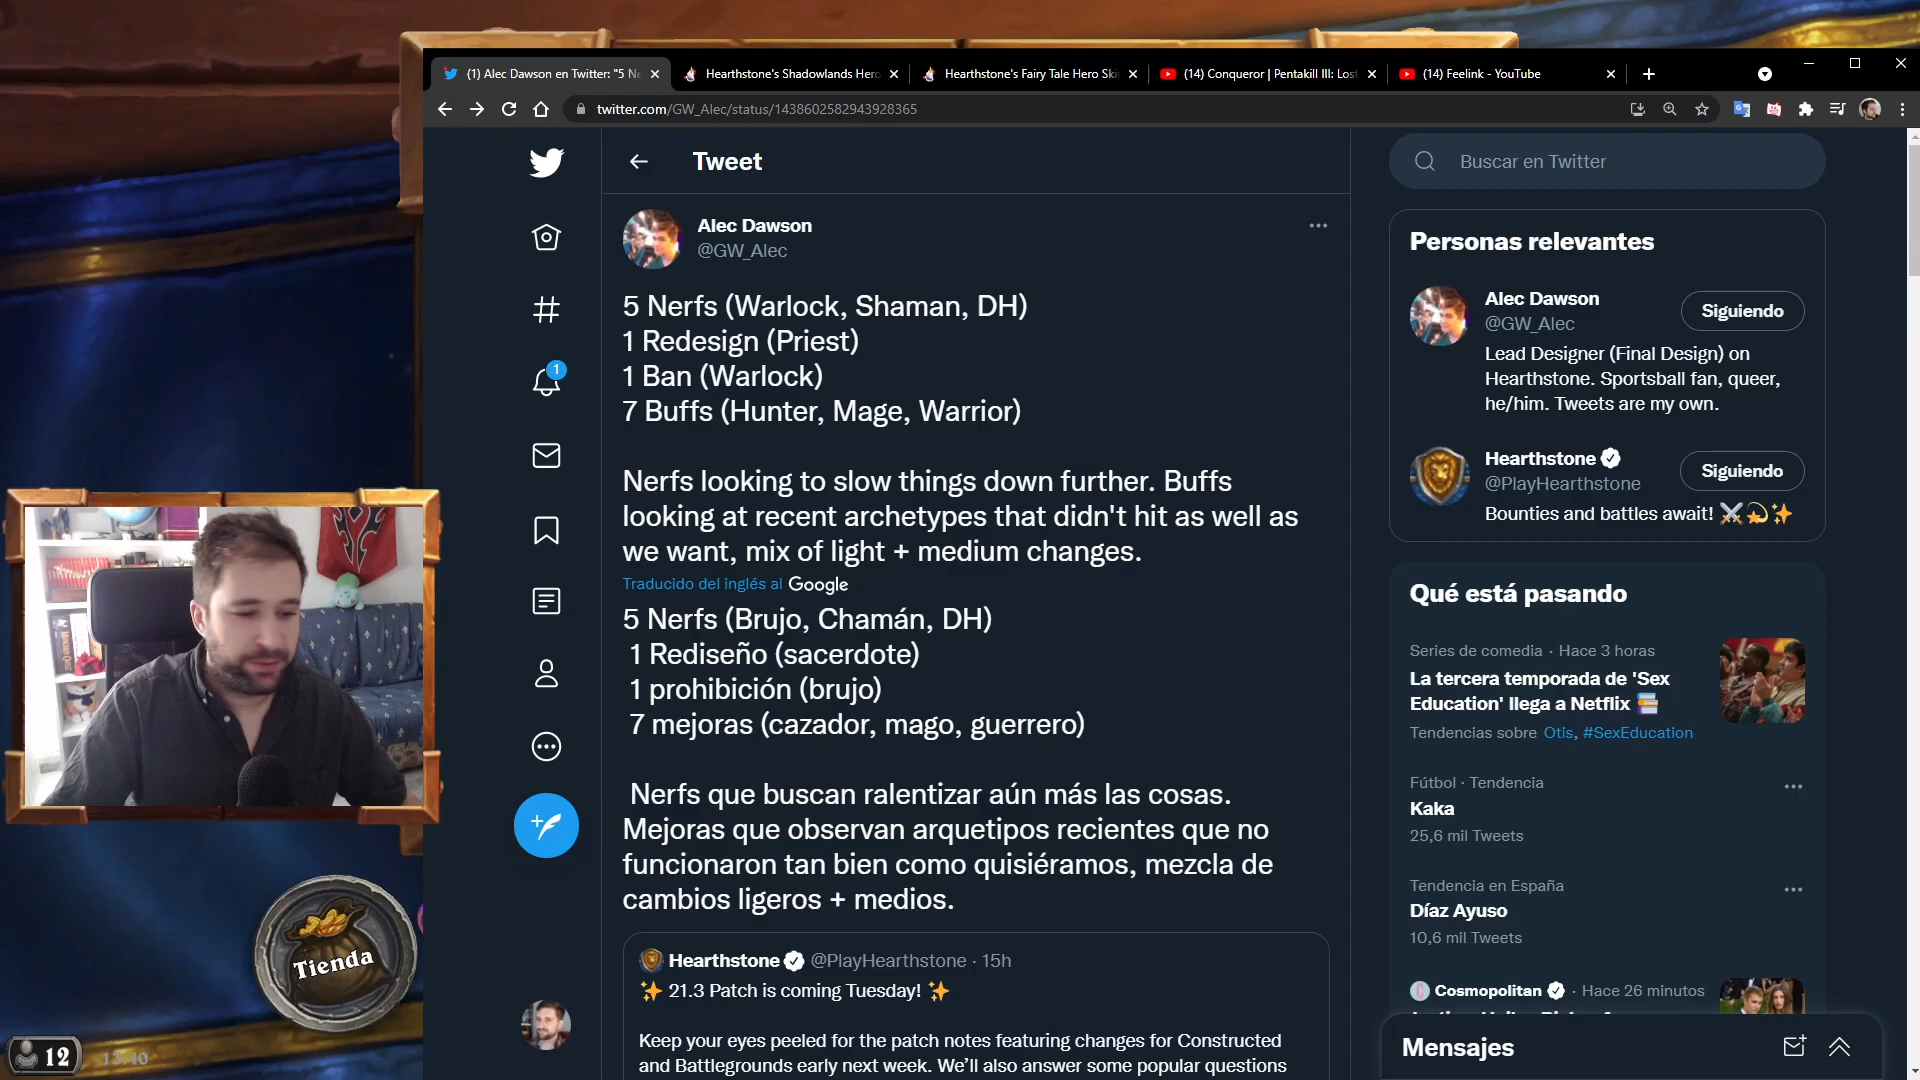 (1) Alec Dawson en Twitter: "5 Ne
Hearthstone's Shadowlands Hero
Hearthstone's Fairy Tale Hero Ski
(14) Conqueror | Pentakill III: Lost
(14) Feelink - YouTube
twitter.com/GW_Alec/status/1438602582943928365
Tweet
Buscar en Twitter
Alec Dawson
@GW_Alec
5 Nerfs (Warlock, Shaman, DH)
1 Redesign (Priest)
1 Ban (Warlock)
7 Buffs (Hunter, Mage, Warrior)
Nerfs looking to slow things down further. Buffs
looking at recent archetypes that didn't hit as well as
we want, mix of light + medium changes.
Traducido del inglés al Google
5 Nerfs (Brujo, Chamán, DH)
1 Rediseño (sacerdote)
1 prohibición (brujo)
7 mejoras (cazador, mago, guerrero)
Nerfs que buscan ralentizar aún más las cosas.
Mejoras que observan arquetipos recientes que no
funcionaron tan bien como quisiéramos, mezcla de
cambios ligeros + medios.
Hearthstone @PlayHearthstone · 15h
✨ 21.3 Patch is coming Tuesday! ✨
Keep your eyes peeled for the patch notes featuring changes for Constructed
and Battlegrounds early next week. We'll also answer some popular questions
1
Personas relevantes
Alec Dawson
@GW_Alec
Siguiendo
Lead Designer (Final Design) on
Hearthstone. Sportsball fan, queer,
he/him. Tweets are my own.
Hearthstone
@PlayHearthstone
Siguiendo
Bounties and battles await! ⚔️💫✨
Qué está pasando
Series de comedia · Hace 3 horas
La tercera temporada de 'Sex
Education' llega a Netflix 📚
Tendencias sobre Otis, #SexEducation
Fútbol · Tendencia
Kaka
25,6 mil Tweets
Tendencia en España
Díaz Ayuso
10,6 mil Tweets
Cosmopolitan · Hace 26 minutos
Mensajes
Tienda
12
13:40